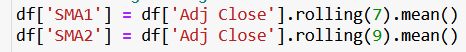 df['SMA1'] = df['Adj Close'].rolling(7).mean()
df['SMA2'] = df['Adj Close'].rolling(9).mean()